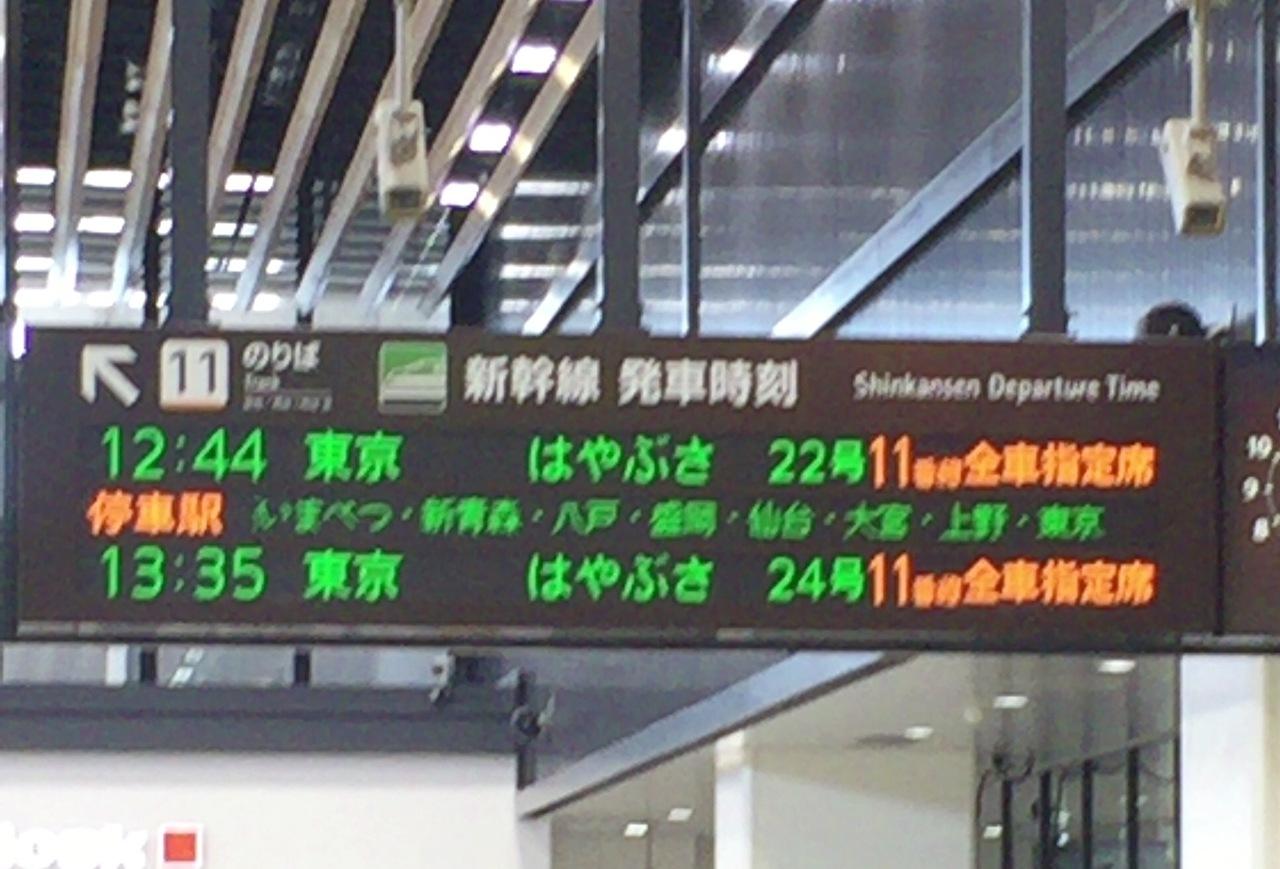 11 のりば 新幹線 発車時刻 Shinkansen Departure Time
Track
12:44 東京 はやぶさ 22号 11番線 全車指定席
停車駅 いまべつ・新青森・八戸・盛岡・仙台・大宮・上野・東京
13:35 東京 はやぶさ 24号 11番線 全車指定席
10
9
8